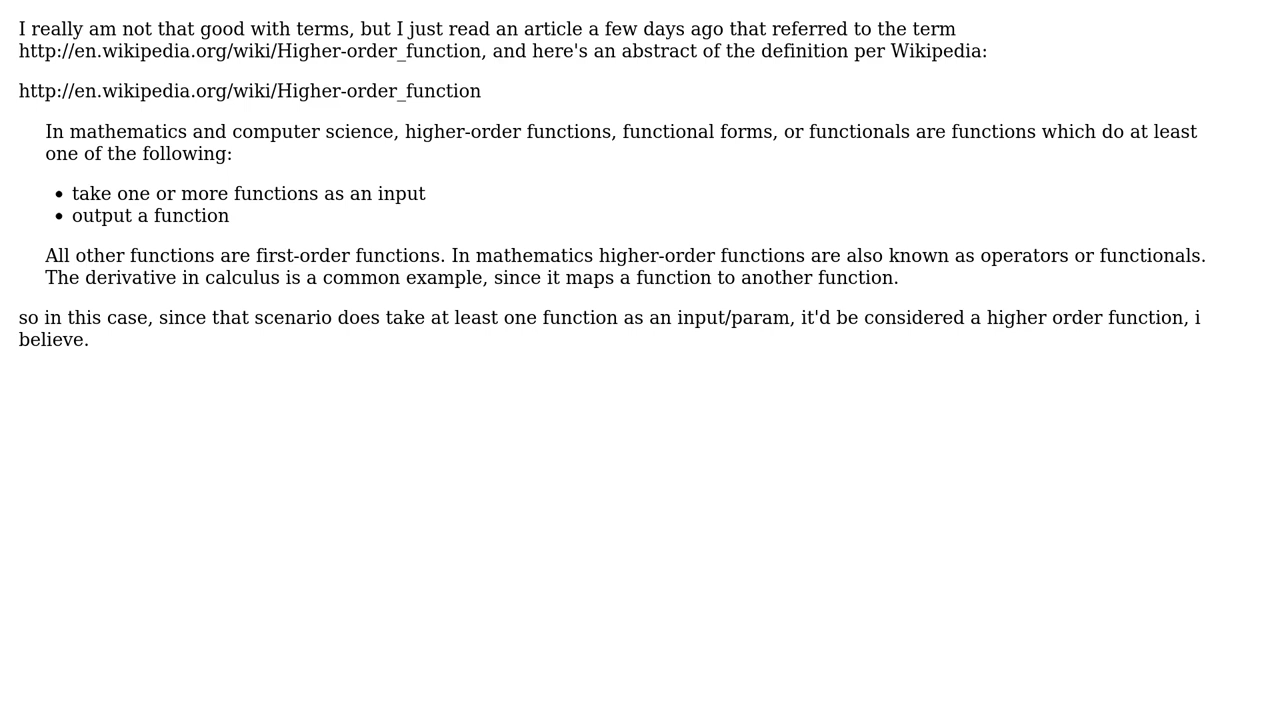 I really am not that good with terms, but I just read an article a few days ago that referred to the term
http://en.wikipedia.org/wiki/Higher-order_function, and here's an abstract of the definition per Wikipedia:
http://en.wikipedia.org/wiki/Higher-order_function
In mathematics and computer science, higher-order functions, functional forms, or functionals are functions which do at least
one of the following:
• take one or more functions as an input
• output a function
All other functions are first-order functions. In mathematics higher-order functions are also known as operators or functionals.
The derivative in calculus is a common example, since it maps a function to another function.
so in this case, since that scenario does take at least one function as an input/param, it'd be considered a higher order function, i
believe.